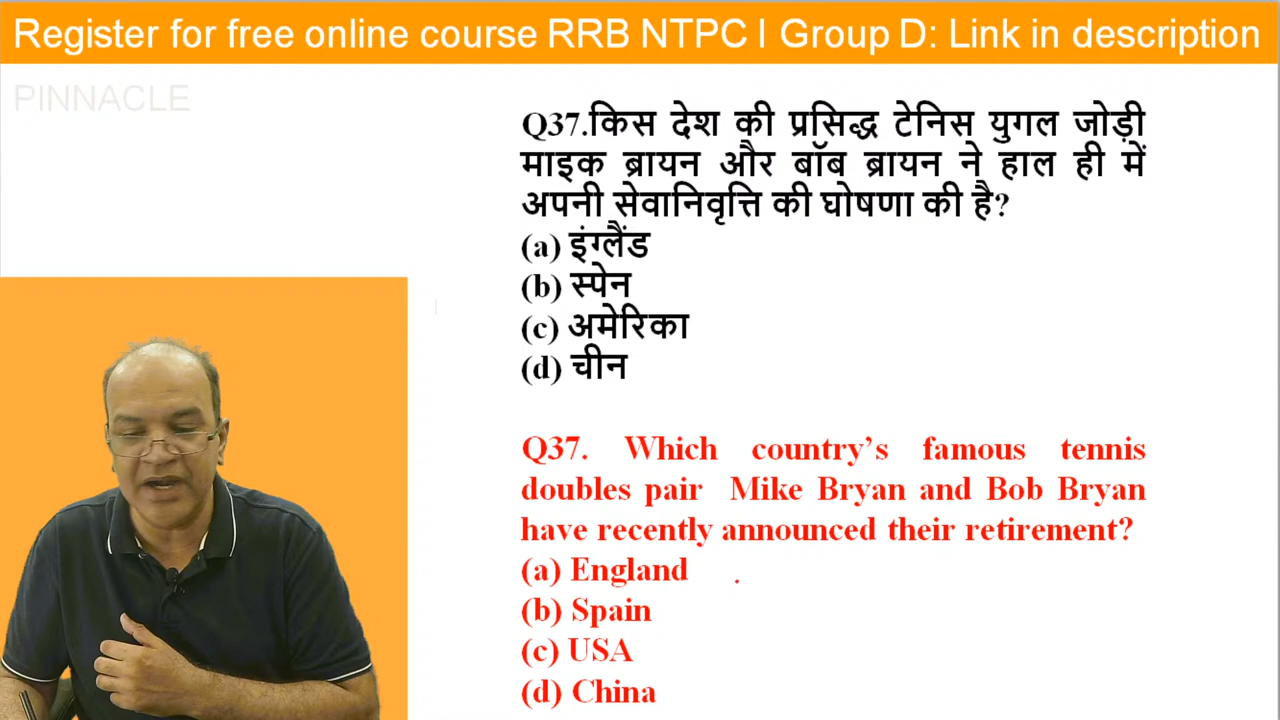 Register for free online course RRB NTPC I Group D: Link in description
PINNACLE
Q37.किस देश की प्रसिद्ध टेनिस युगल जोड़ी
माइक ब्रायन और बॉब ब्रायन ने हाल ही में
अपनी सेवानिवृत्ति की घोषणा की है?
(a) इंग्लैंड
(b) स्पेन
(c) अमेरिका
(d) चीन
Q37. Which country’s famous tennis
doubles pair Mike Bryan and Bob Bryan
have recently announced their retirement?
(a) England
(b) Spain
(c) USA
(d) China